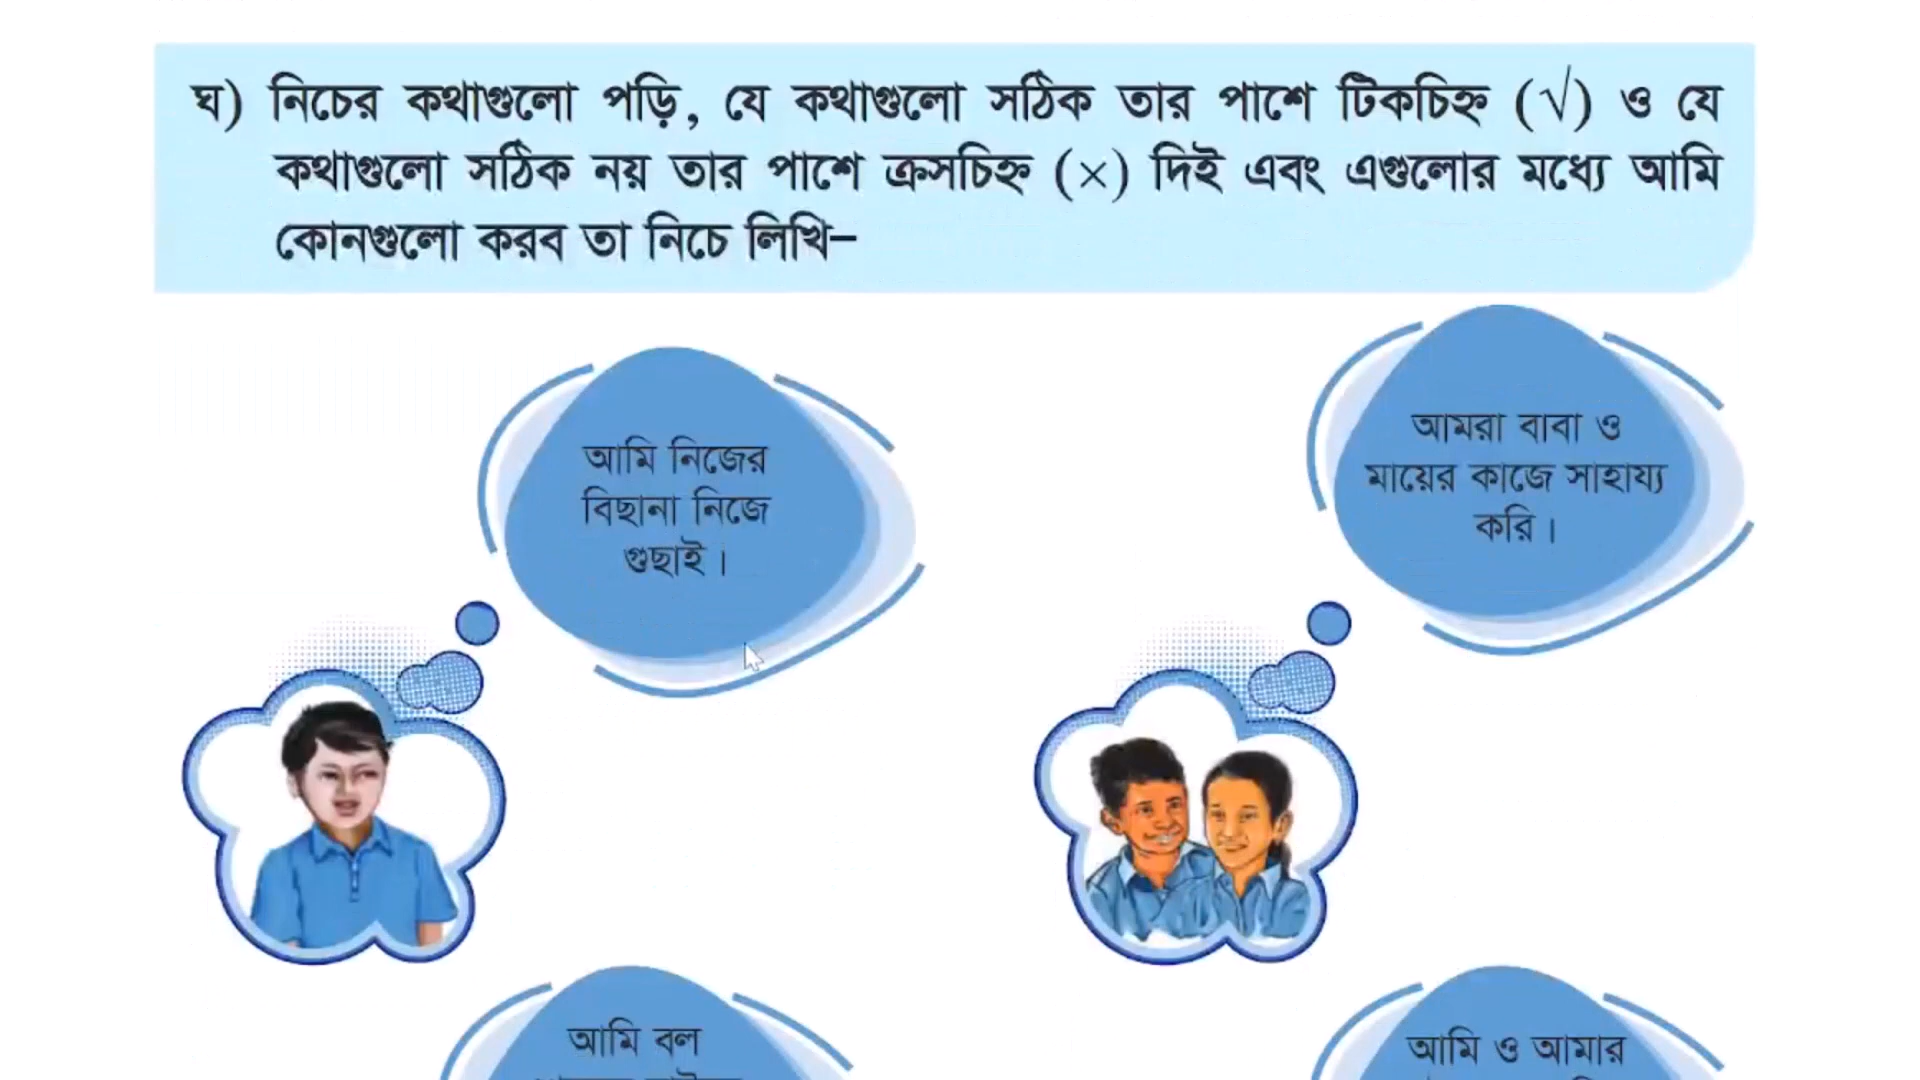 ঘ) নিচের কথাগুলো পড়ি, যে কথাগুলো সঠিক তার পাশে টিকচিহ্ন (√) ও যে
কথাগুলো সঠিক নয় তার পাশে ক্রসচিহ্ন (×) দিই এবং এগুলোর মধ্যে আমি
কোনগুলো করব তা নিচে লিখি–
আমি নিজের
বিছানা নিজে
গুছাই।
আমরা বাবা ও
মায়ের কাজে সাহায্য
করি।
আমি বল
আমি ও আমার